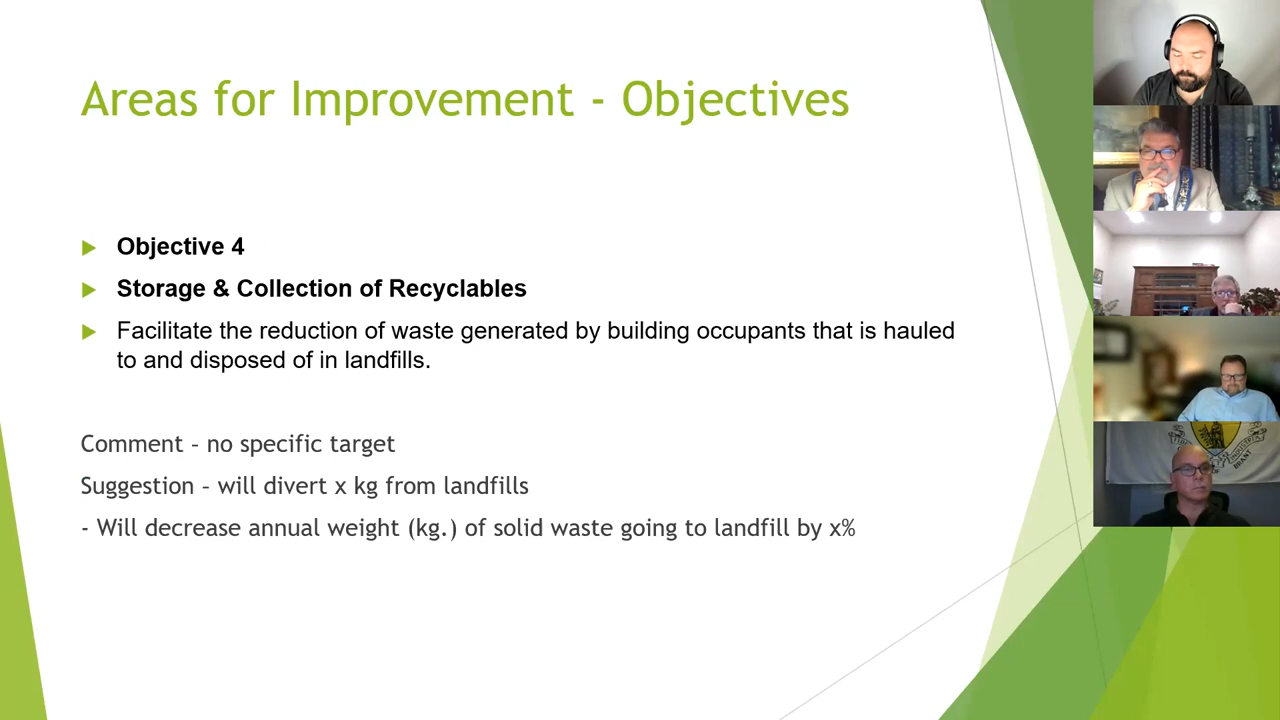 Areas for Improvement - Objectives
Objective 4
Storage & Collection of Recyclables
Facilitate the reduction of waste generated by building occupants that is hauled
to and disposed of in landfills.
Comment – no specific target
Suggestion – will divert x kg from landfills
- Will decrease annual weight (kg.) of solid waste going to landfill by x%
BRANT